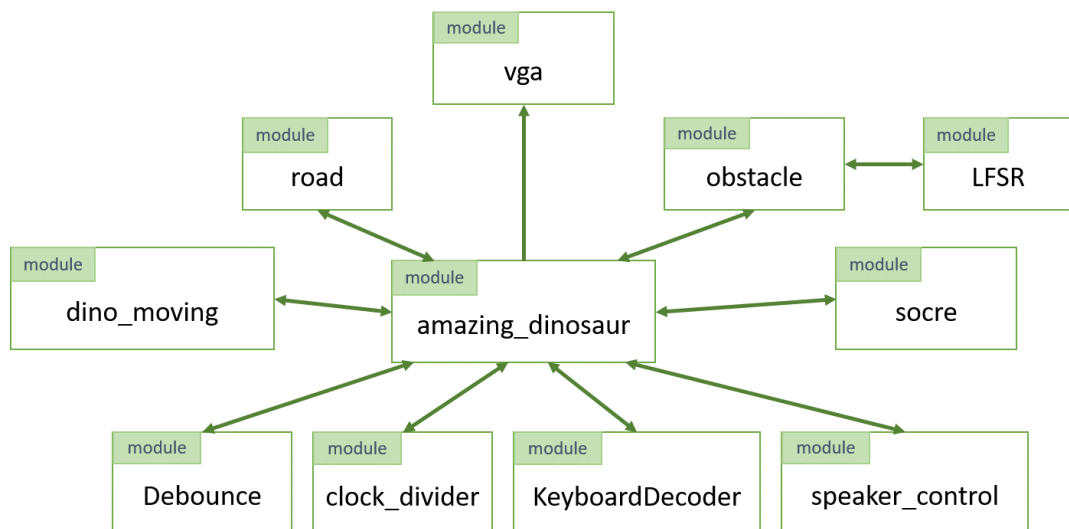 module
vga
module
road
module
obstacle
module
LFSR
module
dino_moving
module
amazing_dinosaur
module
socre
module
Debounce
module
clock_divider
module
KeyboardDecoder
module
speaker_control